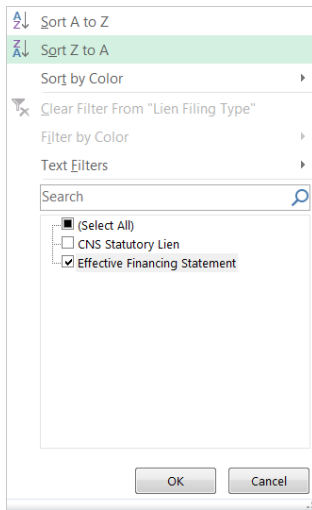 Sort A to Z
Sort Z to A
Sort by Color
Clear Filter From "Lien Filing Type"
Filter by Color
Text Filters
Search
(Select All)
CNS Statutory Lien
Effective Financing Statement
OK Cancel